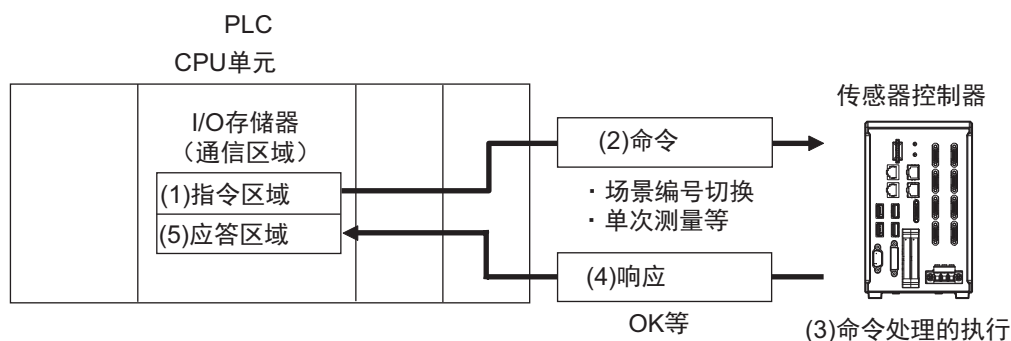 PLC
CPU单元
I/O存储器
（通信区域）
(1)指令区域
(5)应答区域
(2)命令
・场景编号切换
・单次测量等
(4)响应
OK等
传感器控制器
(3)命令处理的执行